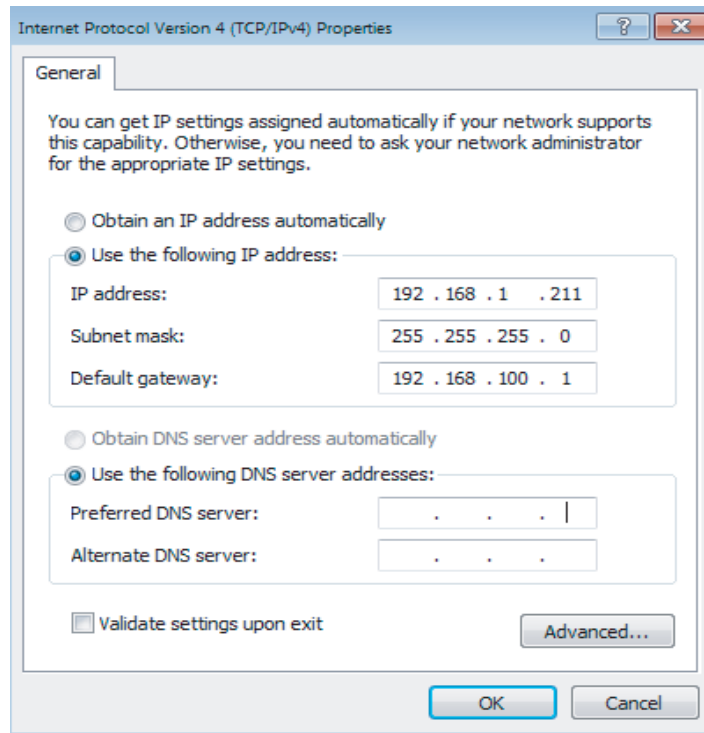 Internet Protocol Version 4 (TCP/IPv4) Properties
?
General
You can get IP settings assigned automatically if your network supports
this capability. Otherwise, you need to ask your network administrator
for the appropriate IP settings.
Obtain an IP address automatically
Use the following IP address:
IP address: 192 . 168 . 1 . 211
Subnet mask: 255 . 255 . 255 . 0
Default gateway: 192 . 168 . 100 . 1
Obtain DNS server address automatically
Use the following DNS server addresses:
Preferred DNS server: . . .
Alternate DNS server: . . .
Validate settings upon exit
Advanced...
OK Cancel